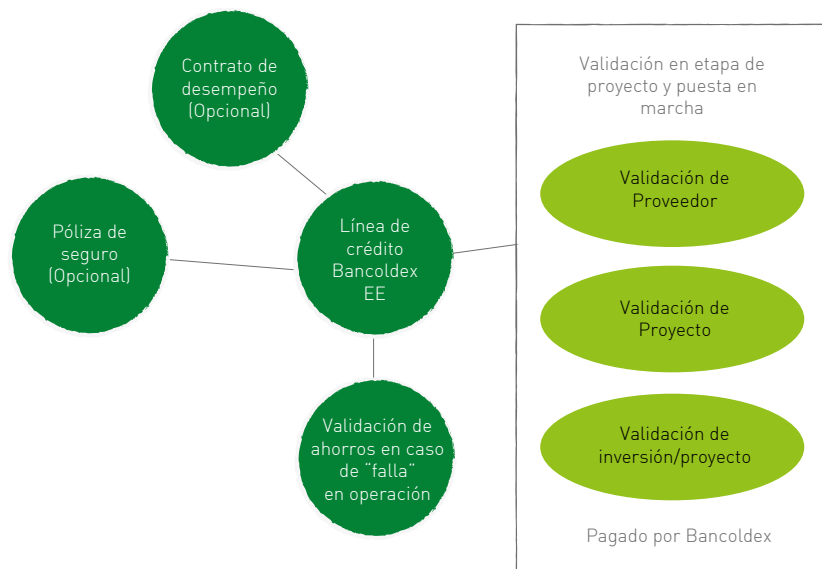 Contrato de
desempeño
(Opcional)
Póliza de
seguro
(Opcional)
Línea de
crédito
Bancoldex
EE
Validación de
ahorros en caso
de "falla"
en operación
Validación en etapa de
proyecto y puesta en
marcha
Validación de
Proveedor
Validación de
Proyecto
Validación de
inversión/proyecto
Pagado por Bancoldex